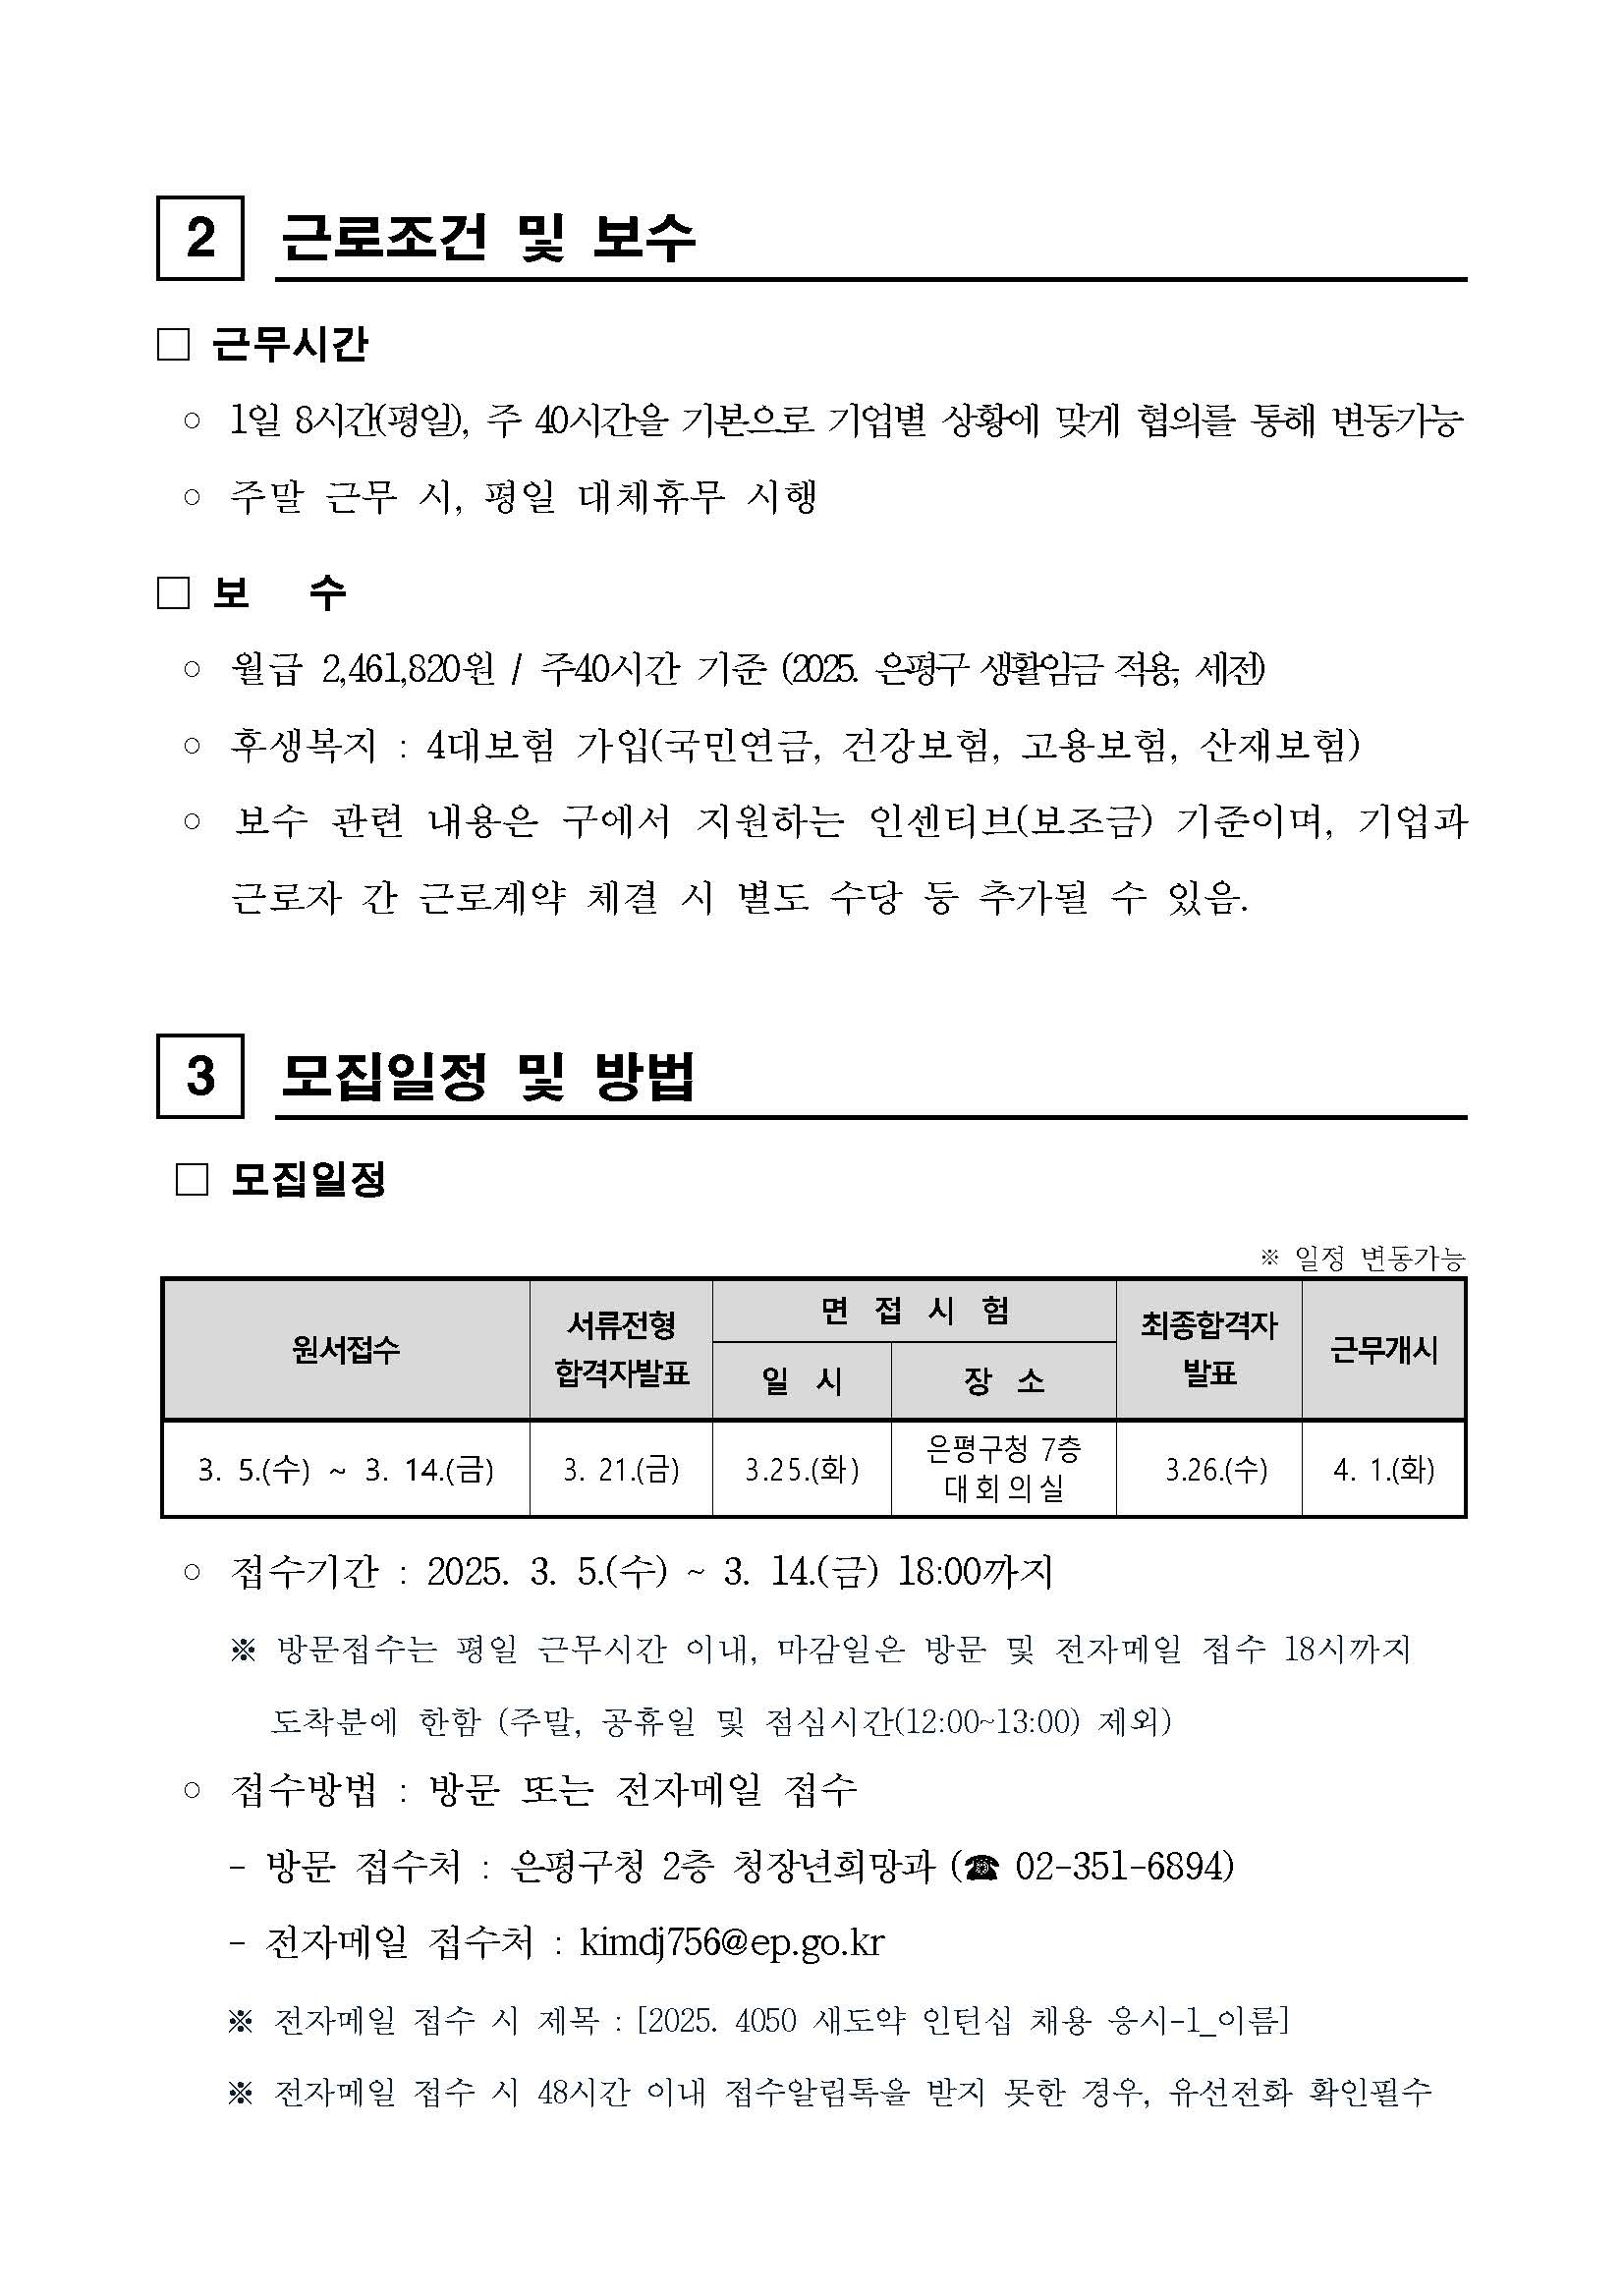 2 근로조건 및 보수
□ 근무시간
○ 1일 8시간(평일), 주 40시간을 기본으로 기업별 상황에 맞게 협의를 통해 변동가능
○ 주말 근무 시, 평일 대체휴무 시행
□ 보 수
○ 월급 2,461,820원 / 주40시간 기준 (2025. 은평구 생활임금 적용, 세전)
○ 후생복지 : 4대보험 가입(국민연금, 건강보험, 고용보험, 산재보험)
○ 보수 관련 내용은 구에서 지원하는 인센티브(보조금) 기준이며, 기업과
근로자 간 근로계약 체결 시 별도 수당 등 추가될 수 있음.
3 모집일정 및 방법
□ 모집일정
※ 일정 변동가능
원서접수
서류전형
합격자발표
면 접 시 험
일 시
장 소
최종합격자
발표
근무개시
3. 5.(수) ~ 3. 14.(금)
3. 21.(금)
3.25.(화)
은평구청 7층
대회의실
3.26.(수)
4. 1.(화)
○ 접수기간 : 2025. 3. 5.(수) ~ 3. 14.(금) 18:00까지
※ 방문접수는 평일 근무시간 이내, 마감일은 방문 및 전자메일 접수 18시까지
도착분에 한함 (주말, 공휴일 및 점심시간(12:00~13:00) 제외)
○ 접수방법 : 방문 또는 전자메일 접수
- 방문 접수처 : 은평구청 2층 청장년희망과 (☎ 02-351-6894)
- 전자메일 접수처 : kimdj756@ep.go.kr
※ 전자메일 접수 시 제목 : [2025. 4050 새도약 인턴십 채용 응시-1_이름]
※ 전자메일 접수 시 48시간 이내 접수알림톡을 받지 못한 경우, 유선전화 확인필수